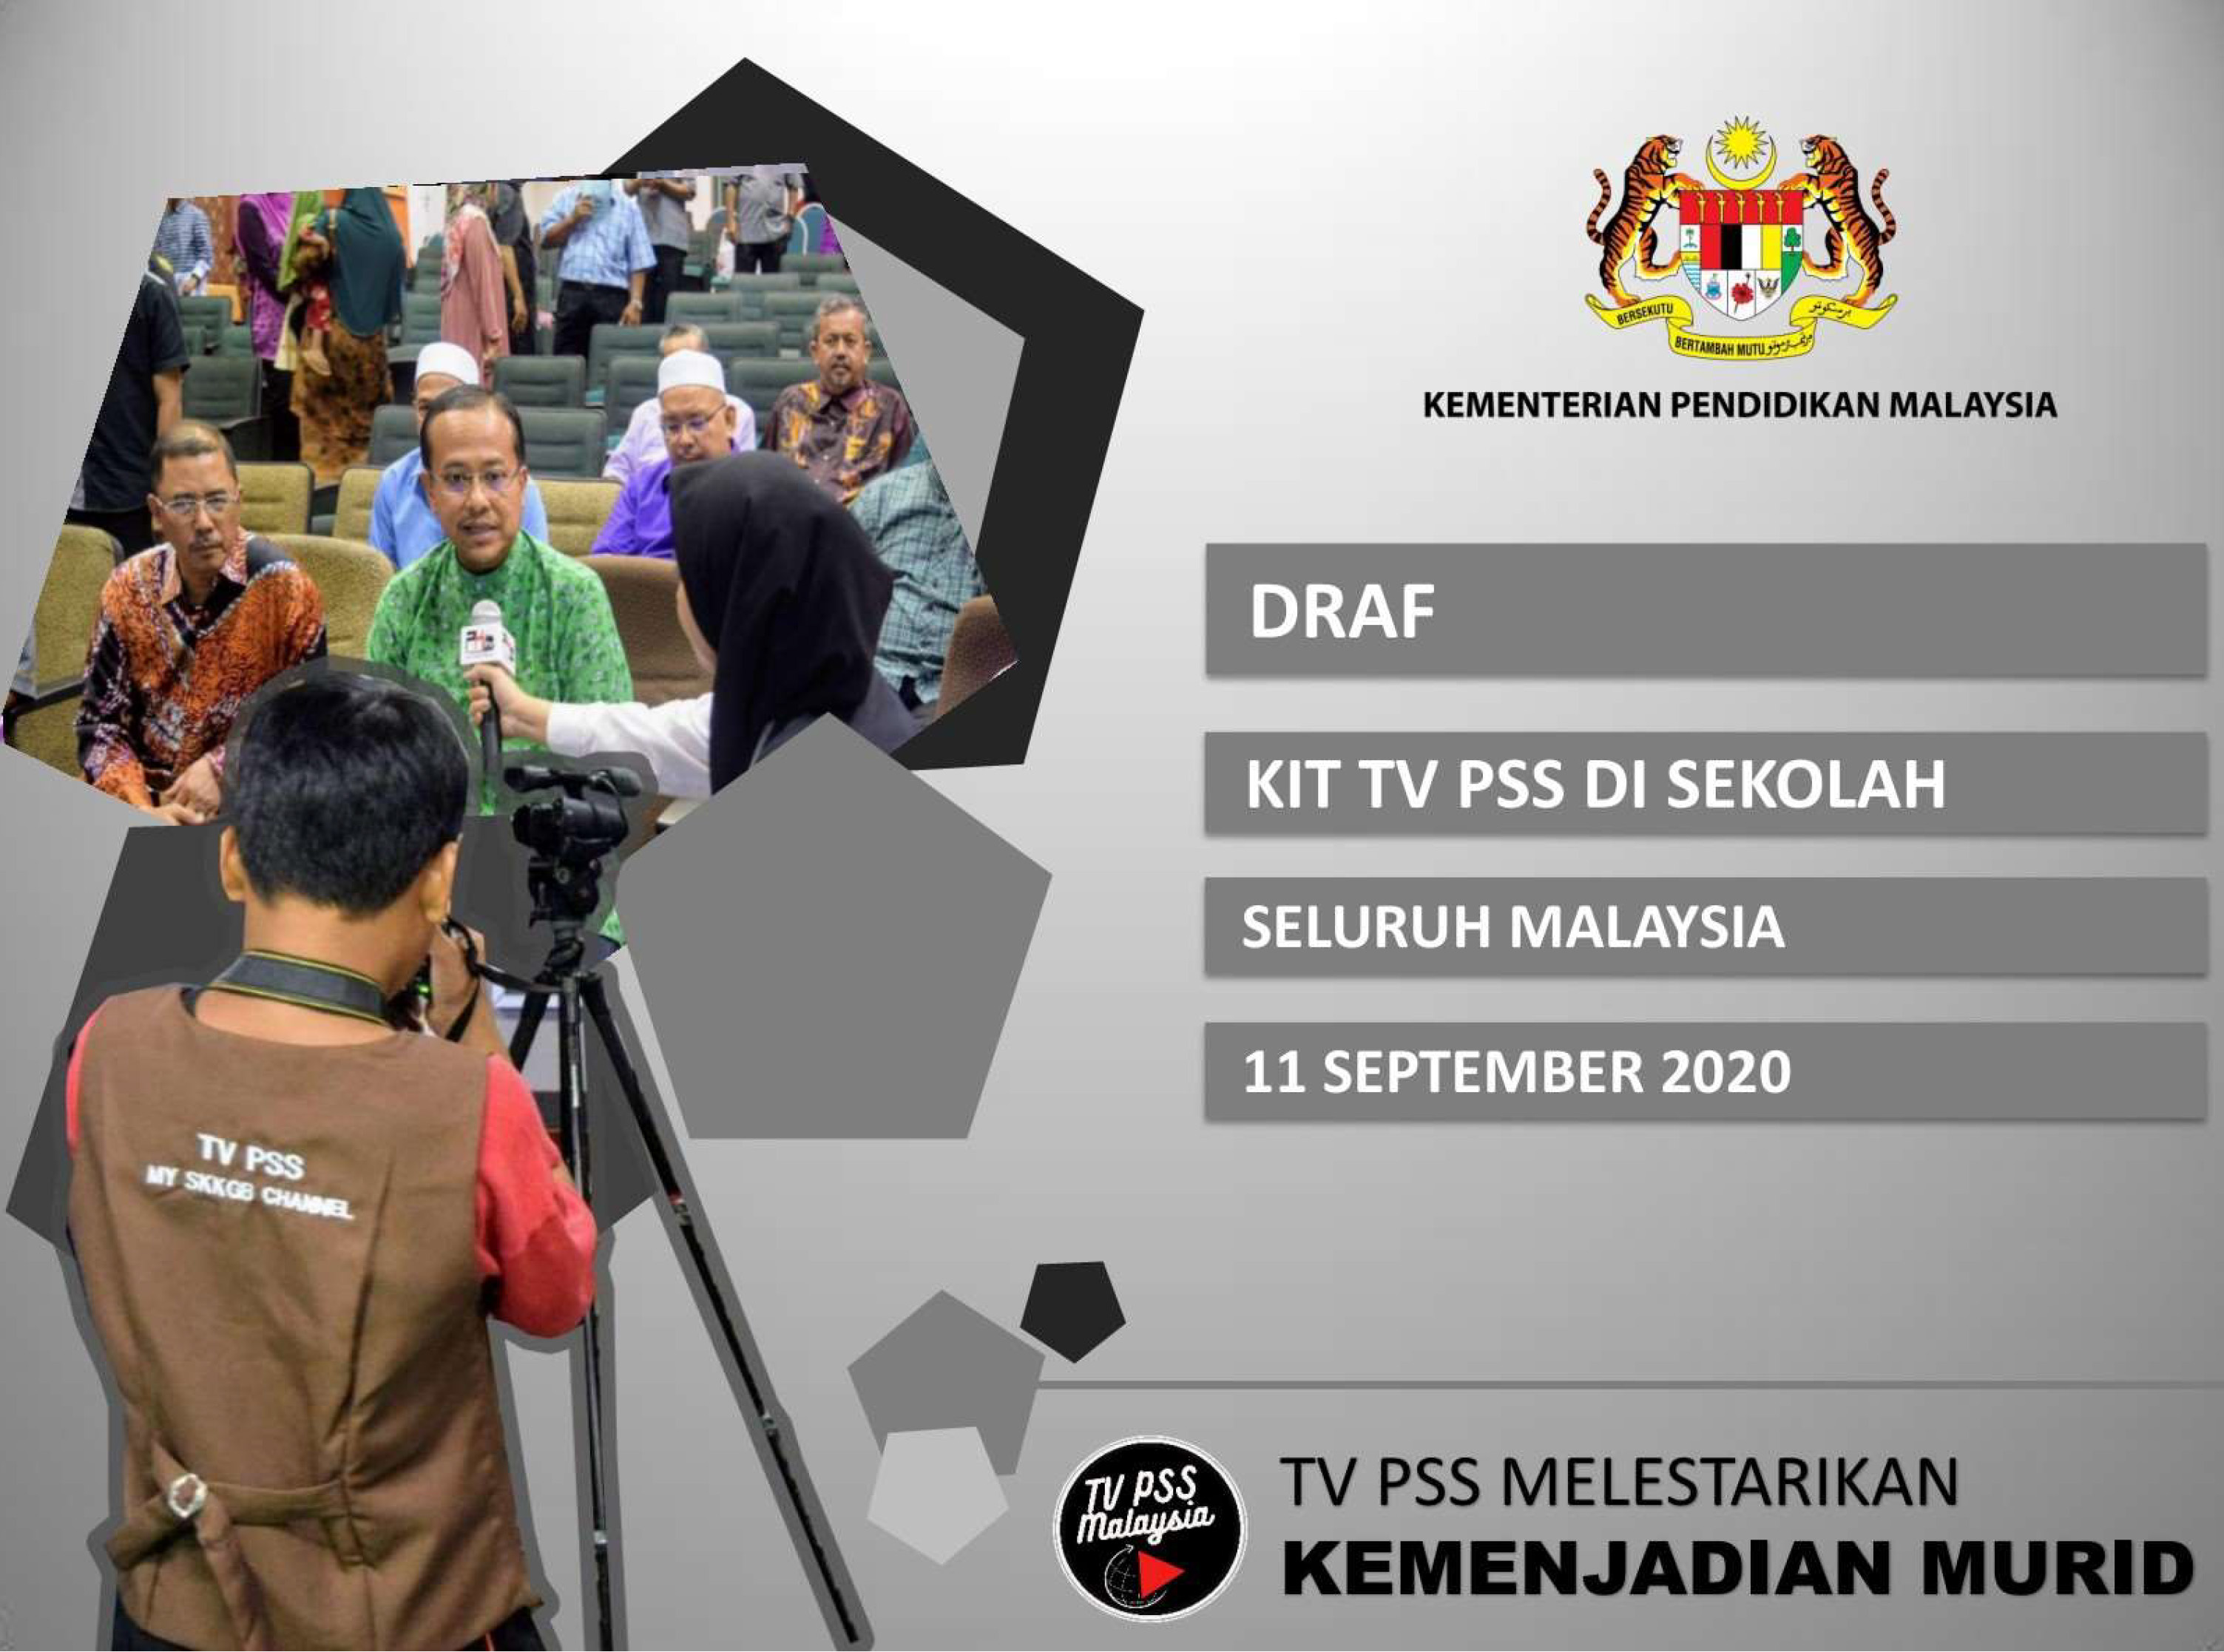 BERSEKUTU
BERTAMBAH MUTU
KEMENTERIAN PENDIDIKAN MALAYSIA
DRAF
KIT TV PSS DI SEKOLAH
SELURUH MALAYSIA
11 SEPTEMBER 2020
TV PSS
MY SKKGB CHANNEL
TV PSS
Malaysia
TV PSS MELESTARIKAN
KEMENJADIAN MURID